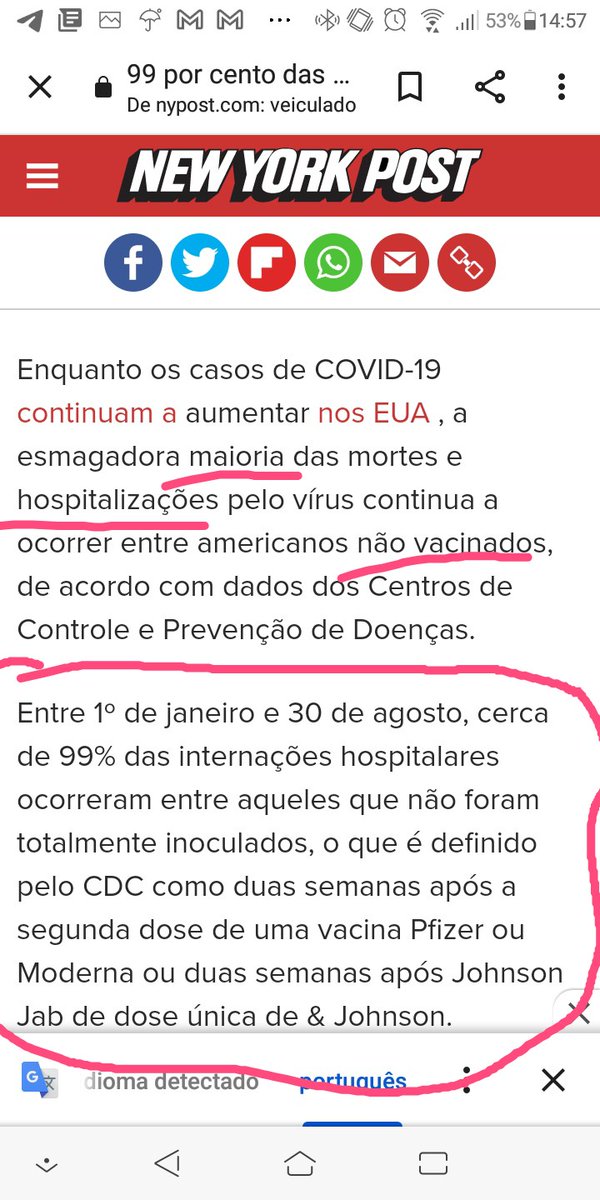 53% 14:57
99 por cento das ...
De nypost.com: veiculado
NEW YORK POST
Enquanto os casos de COVID-19
continuam a aumentar nos EUA , a
esmagadora maioria das mortes e
hospitalizações pelo vírus continua a
ocorrer entre americanos não vacinados,
de acordo com dados dos Centros de
Controle e Prevenção de Doenças.
Entre 1º de janeiro e 30 de agosto, cerca
de 99% das internações hospitalares
ocorreram entre aqueles que não foram
totalmente inoculados, o que é definido
pelo CDC como duas semanas após a
segunda dose de uma vacina Pfizer ou
Moderna ou duas semanas após Johnson
Jab de dose única de & Johnson.
dioma detectado português